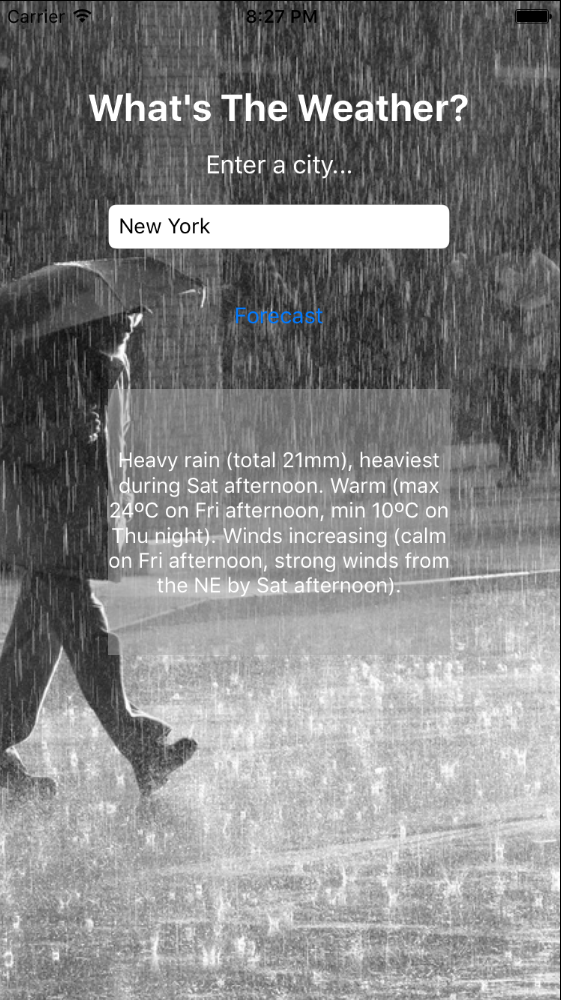 Carrier 8:27 PM
What's The Weather?
Enter a city...
New York
Forecast
Heavy rain (total 21mm), heaviest
during Sat afternoon. Warm (max
24ºC on Fri afternoon, min 10ºC on
Thu night). Winds increasing (calm
on Fri afternoon, strong winds from
the NE by Sat afternoon).